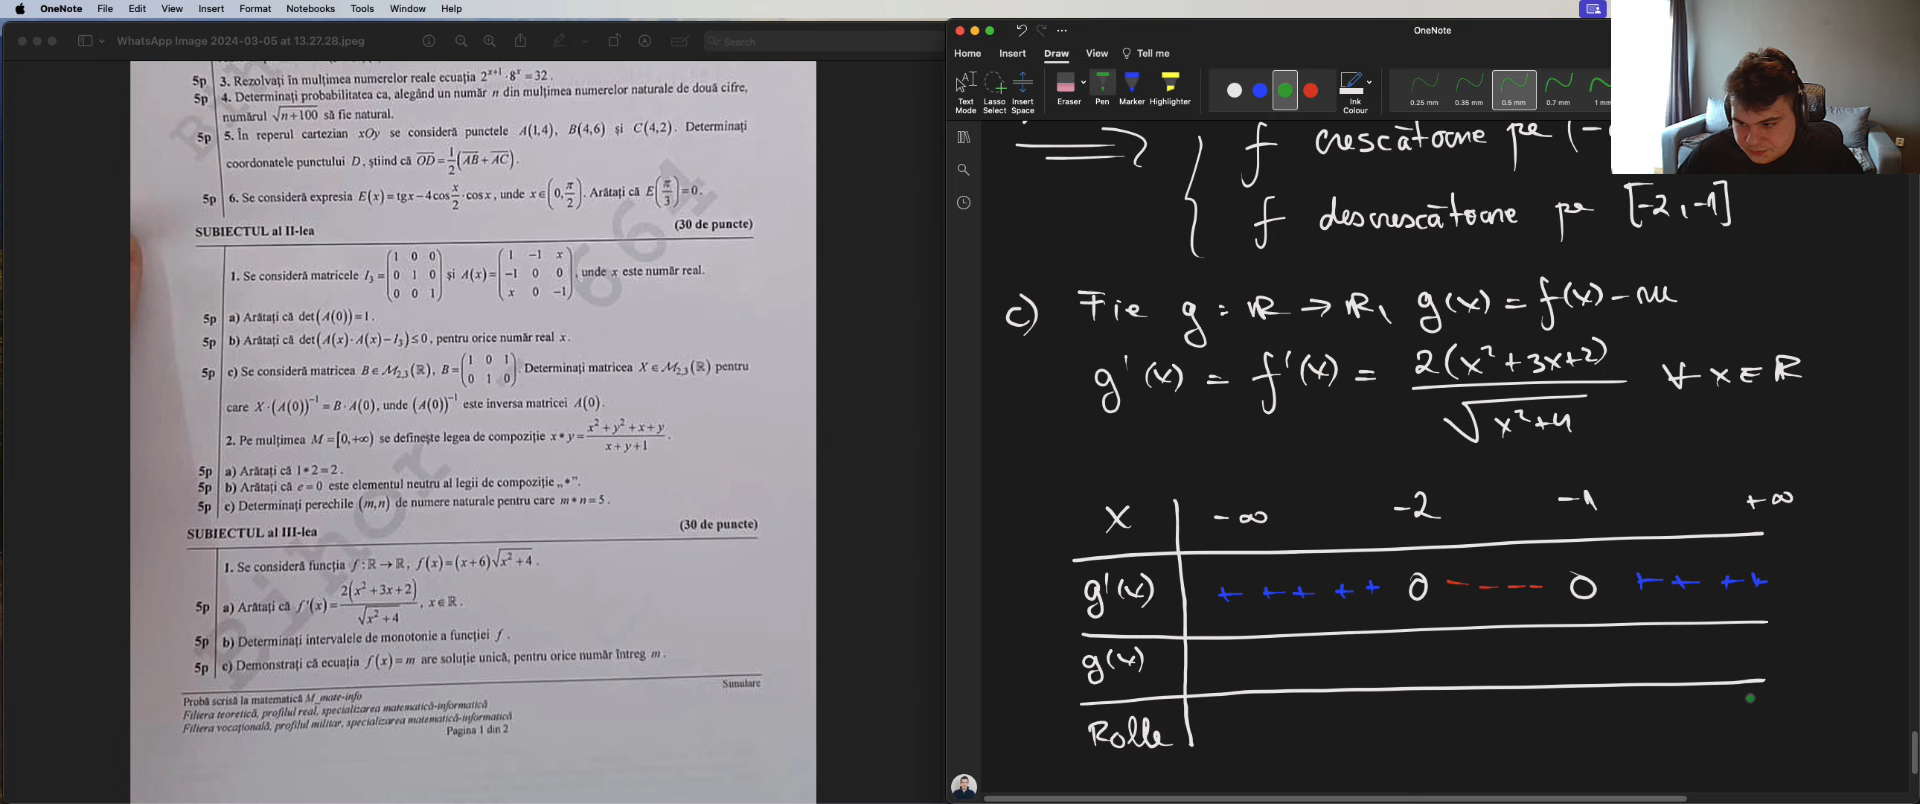 OneNote File Edit View Insert Format Notebooks Tools Window Help
WhatsApp Image 2024-03-05 at 13.27.28.jpeg
Search
5p 3. Rezolvați în mulțimea numerelor reale ecuația 2^{x+1}·8^x = 32.
5p 4. Determinați probabilitatea ca, alegând un număr n din mulțimea numerelor naturale de două cifre,
numărul √(n+100) să fie natural.
5p 5. În reperul cartezian xOy se consideră punctele A(1,4), B(4,6) și C(4,2). Determinați
coordonatele punctului D, știind că OD = 1/2(AB + AC).
5p 6. Se consideră expresia E(x) = tgx − 4cos x/2 · cosx, unde x∈(0, π/2). Arătați că E(π/3) = 0.
SUBIECTUL al II-lea (30 de puncte)
1. Se consideră matricele I₃ = (1 0 0 / 0 1 0 / 0 0 1) și A(x) = (1 −1 x / −1 0 0 / x 0 −1), unde x este număr real.
5p a) Arătați că det(A(0)) = 1.
5p b) Arătați că det(A(x)·A(x) − I₃) ≤ 0, pentru orice număr real x.
5p c) Se consideră matricea B∈M₂,₃(ℝ), B = (1 0 1 / 0 1 0). Determinați matricea X∈M₂,₃(ℝ) pentru
care X·(A(0))⁻¹ = B·A(0), unde (A(0))⁻¹ este inversa matricei A(0).
2. Pe mulțimea M = [0,+∞) se definește legea de compoziție x*y = (x²+y²+x+y)/(x+y+1).
5p a) Arătați că 1*2 = 2.
5p b) Arătați că e = 0 este elementul neutru al legii de compoziție „*”.
5p c) Determinați perechile (m,n) de numere naturale pentru care m*n = 5.
SUBIECTUL al III-lea (30 de puncte)
1. Se consideră funcția f:ℝ→ℝ, f(x) = (x+6)√(x²+4).
5p a) Arătați că f'(x) = 2(x²+3x+2)/√(x²+4), x∈ℝ.
5p b) Determinați intervalele de monotonie a funcției f.
5p c) Demonstrați că ecuația f(x) = m are soluție unică, pentru orice număr întreg m.
Simulare
Probă scrisă la matematică M_mate-info
Filiera teoretică, profilul real, specializarea matematică-informatică
Filiera vocațională, profilul militar, specializarea matematică-informatică
Pagina 1 din 2
Bihor
664
OneNote
Home Insert Draw View Tell me
Text Mode
Lasso Select
Insert Space
Eraser
Pen
Marker
Highlighter
Ink Colour
0.25 mm 0.35 mm 0.5 mm 0.7 mm 1 mm
⟹ { f crescătoare pe (-
f descrescătoare pe [-2,-1]
c) Fie g: ℝ → ℝ, g(x) = f(x) - m
g'(x) = f'(x) = 2(x²+3x+2)/√(x²+4) ∀ x ∈ ℝ
x -∞ -2 -1 +∞
g'(x) + + + + + 0 - - - - 0 + + + +
g(x)
Rolle